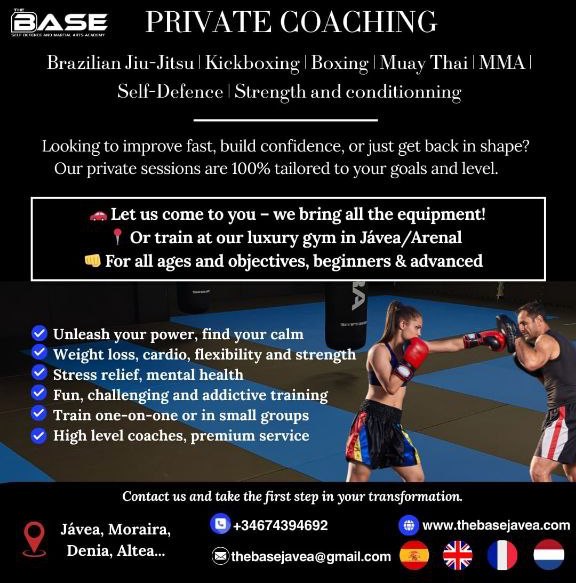 THE
BASE
SELF DEFENCE AND MARTIAL ARTS ACADEMY
PRIVATE COACHING
Brazilian Jiu-Jitsu | Kickboxing | Boxing | Muay Thai | MMA |
Self-Defence | Strength and conditionning
Looking to improve fast, build confidence, or just get back in shape?
Our private sessions are 100% tailored to your goals and level.
🚗 Let us come to you – we bring all the equipment!
📍 Or train at our luxury gym in Jávea/Arenal
👊 For all ages and objectives, beginners & advanced
Unleash your power, find your calm
Weight loss, cardio, flexibility and strength
Stress relief, mental health
Fun, challenging and addictive training
Train one-on-one or in small groups
High level coaches, premium service
Contact us and take the first step in your transformation.
Jávea, Moraira,
Denia, Altea...
+34674394692
thebasejavea@gmail.com
www.thebasejavea.com